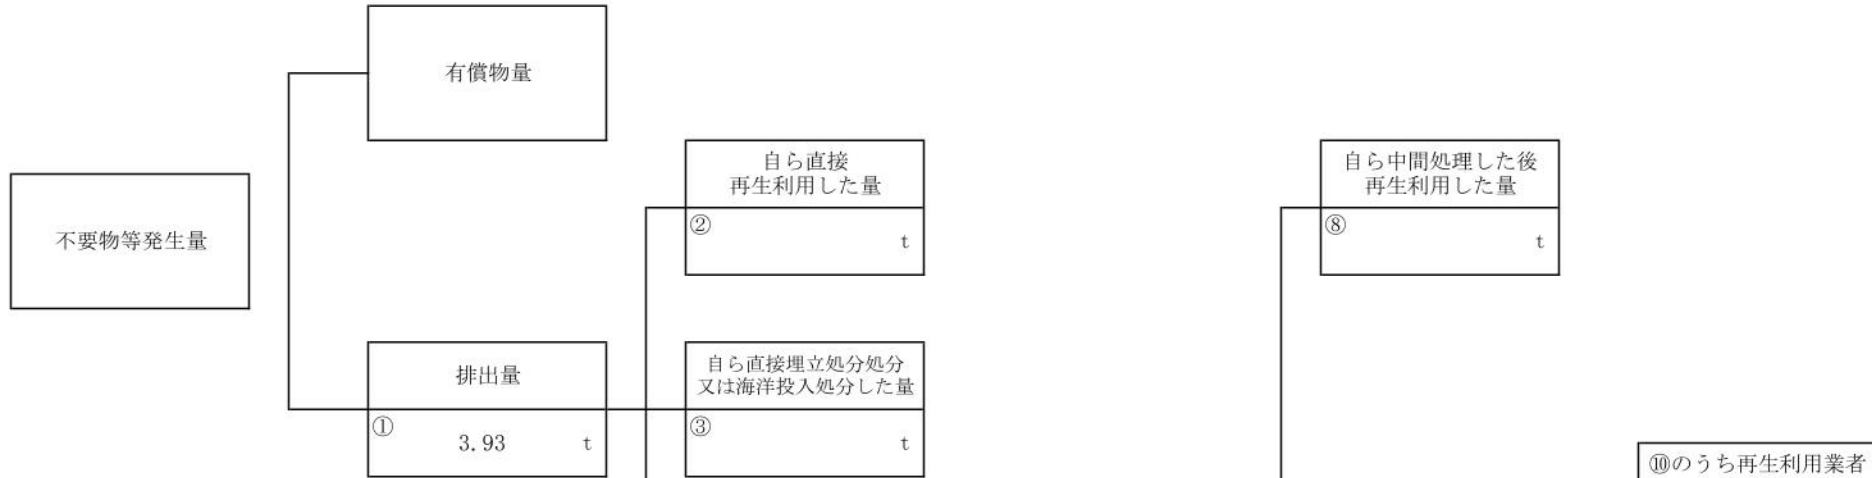 有償物量
自ら直接
再生利用した量
②
t
自ら中間処理した後
再生利用した量
⑧
t
不要物等発生量
排出量
①
3.93 t
自ら直接埋立処分処分
又は海洋投入処分した量
③
t
⑩のうち再生利用業者